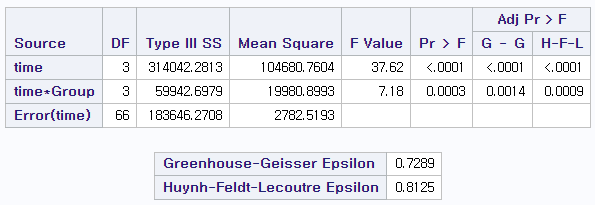 Adj Pr > F
Source DF Type III SS Mean Square F Value Pr > F G - G H-F-L
time 3 314042.2813 104680.7604 37.62 <.0001 <.0001 <.0001
time*Group 3 59942.6979 19980.8993 7.18 0.0003 0.0014 0.0009
Error(time) 66 183646.2708 2782.5193
Greenhouse-Geisser Epsilon 0.7289
Huynh-Feldt-Lecoutre Epsilon 0.8125